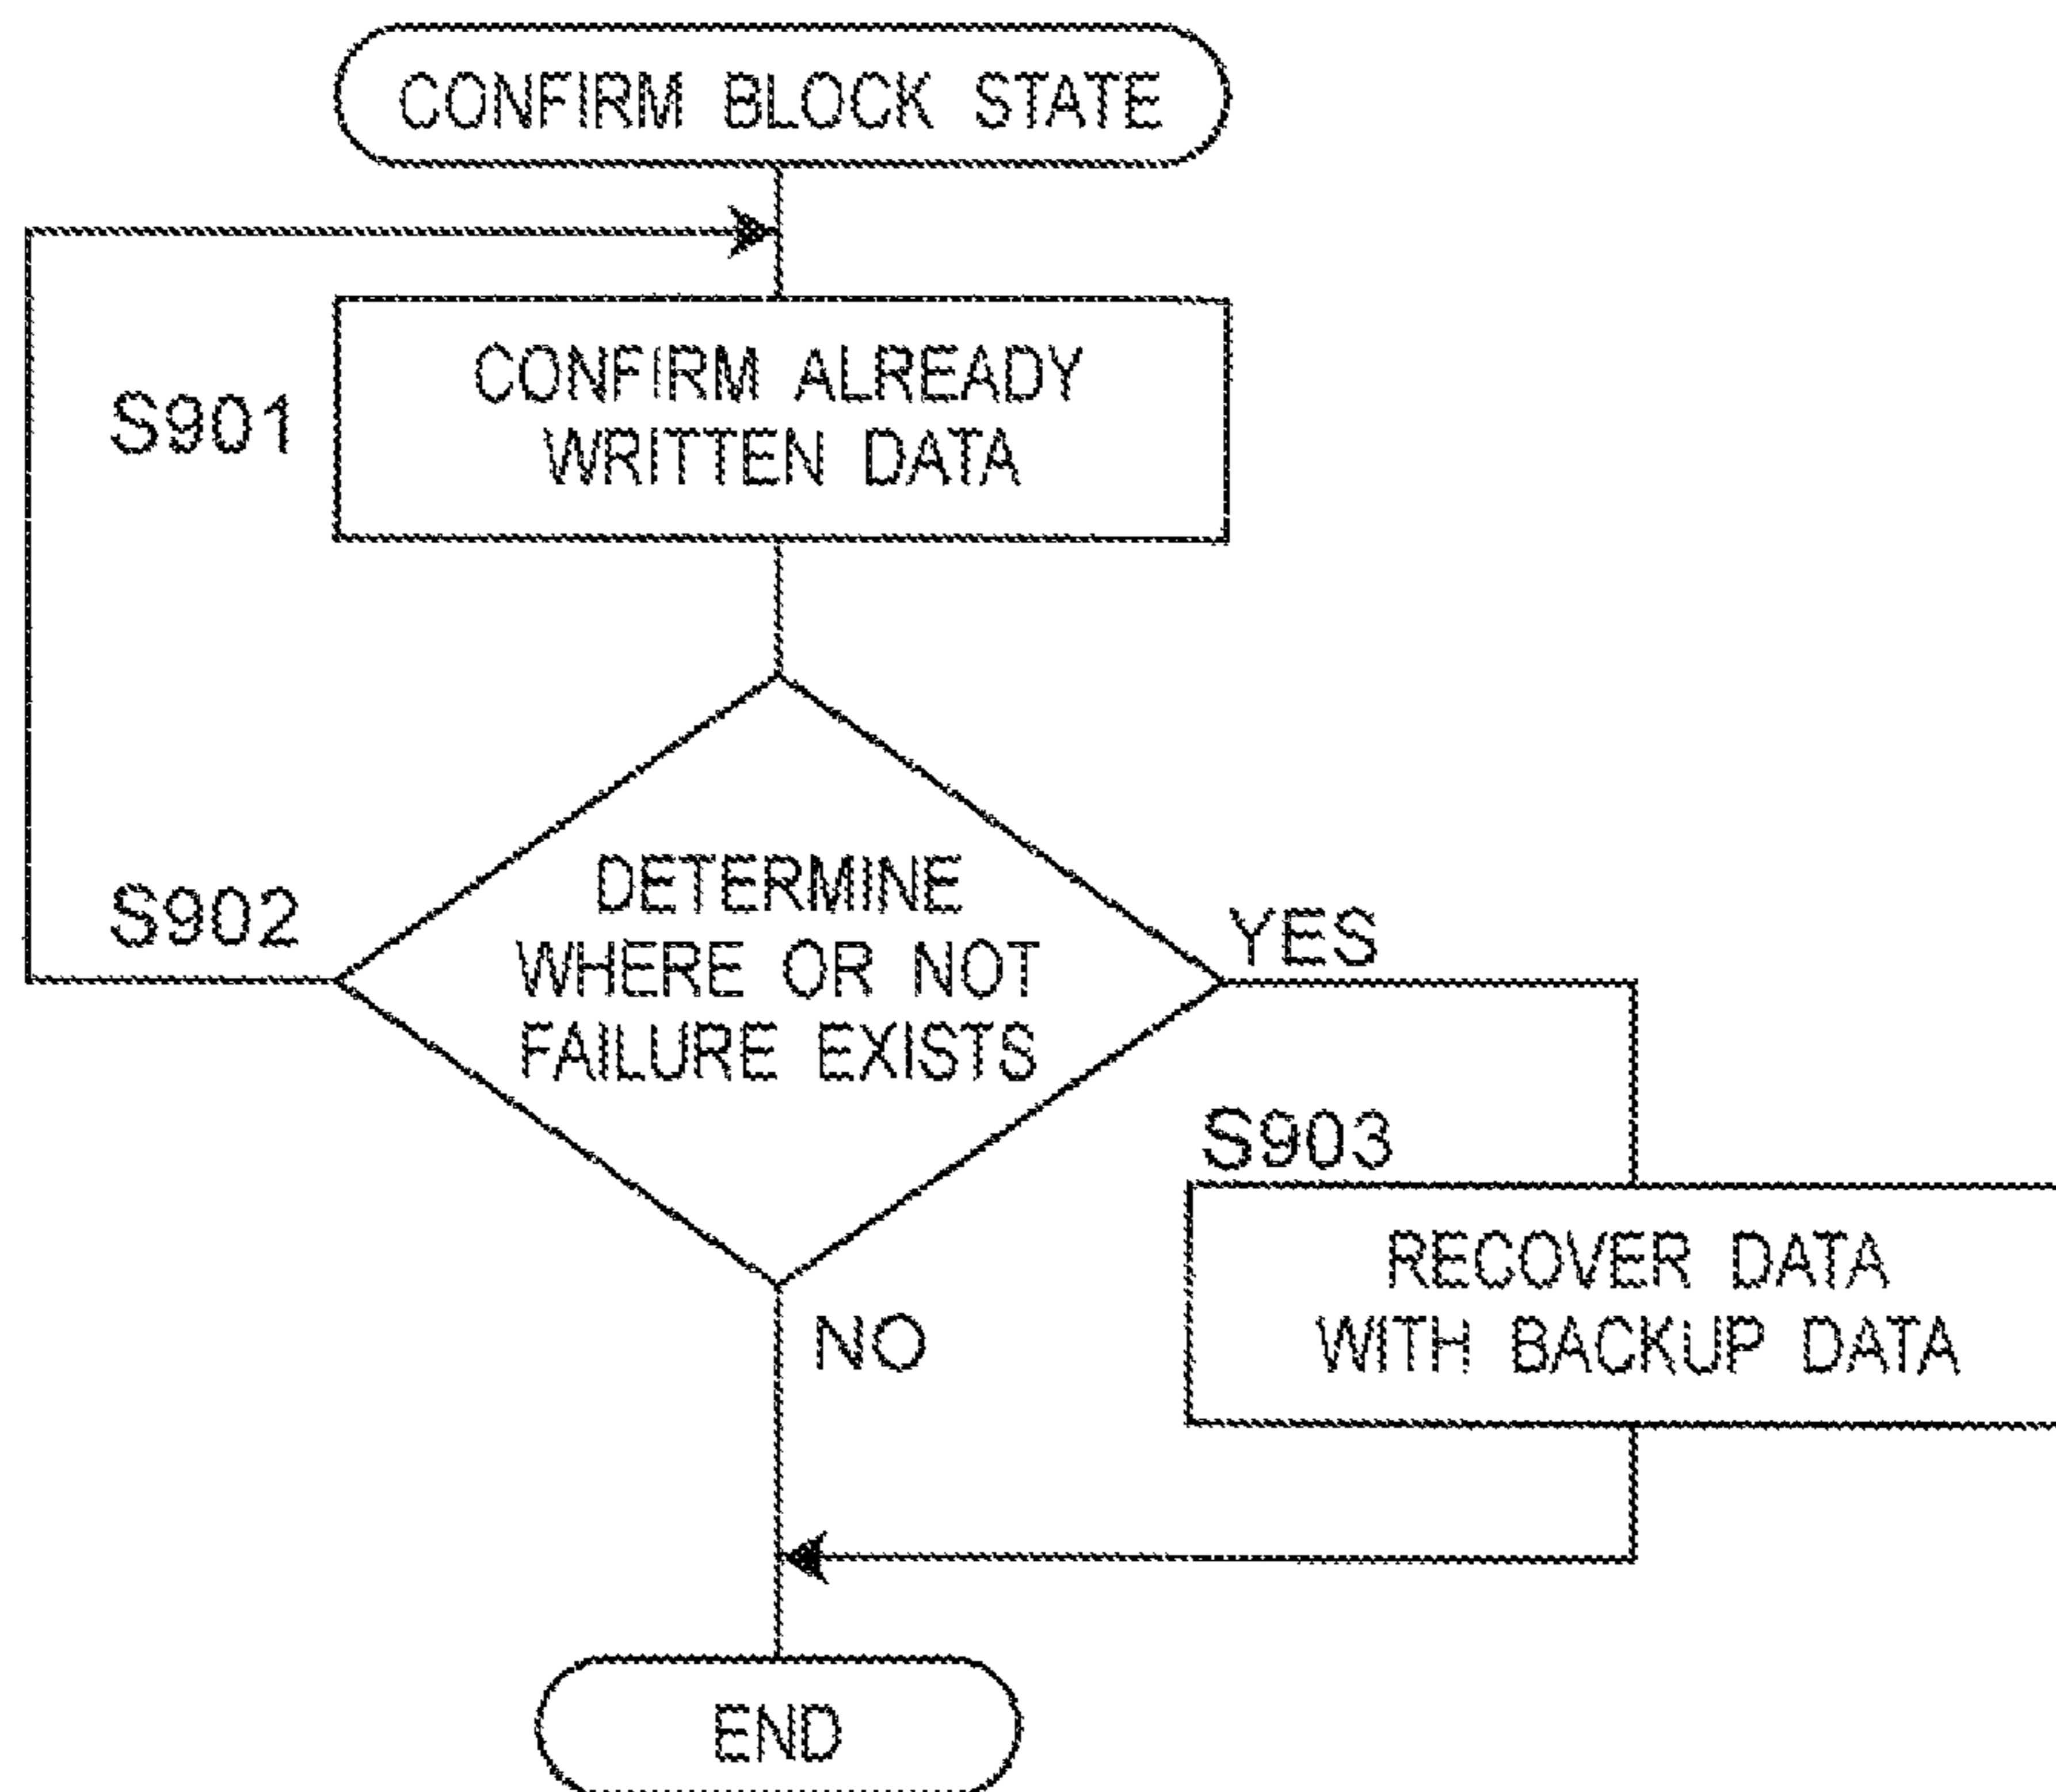 CONFIRM BLOCK STATE
S901
CONFIRM ALREADY
WRITTEN DATA
S902
DETERMINE
WHERE OR NOT
FAILURE EXISTS
YES
NO
S903
RECOVER DATA
WITH BACKUP DATA
END